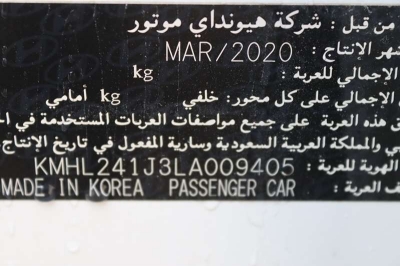 من قبل : شركة هيونداي موتور
شهر الإنتاج : MAR/2020
الإجمالي للعربة : kg
الإجمالي على كل محور: خلفي kg أمامي
هذه العربة على جميع مواصفات العربات المستخدمة في
والمملكة العربية السعودية وسارية المفعول في تاريخ الإنتاج.
الهوية للعربة : KMHL241J3LA009405
العربة : MADE IN KOREA PASSENGER CAR